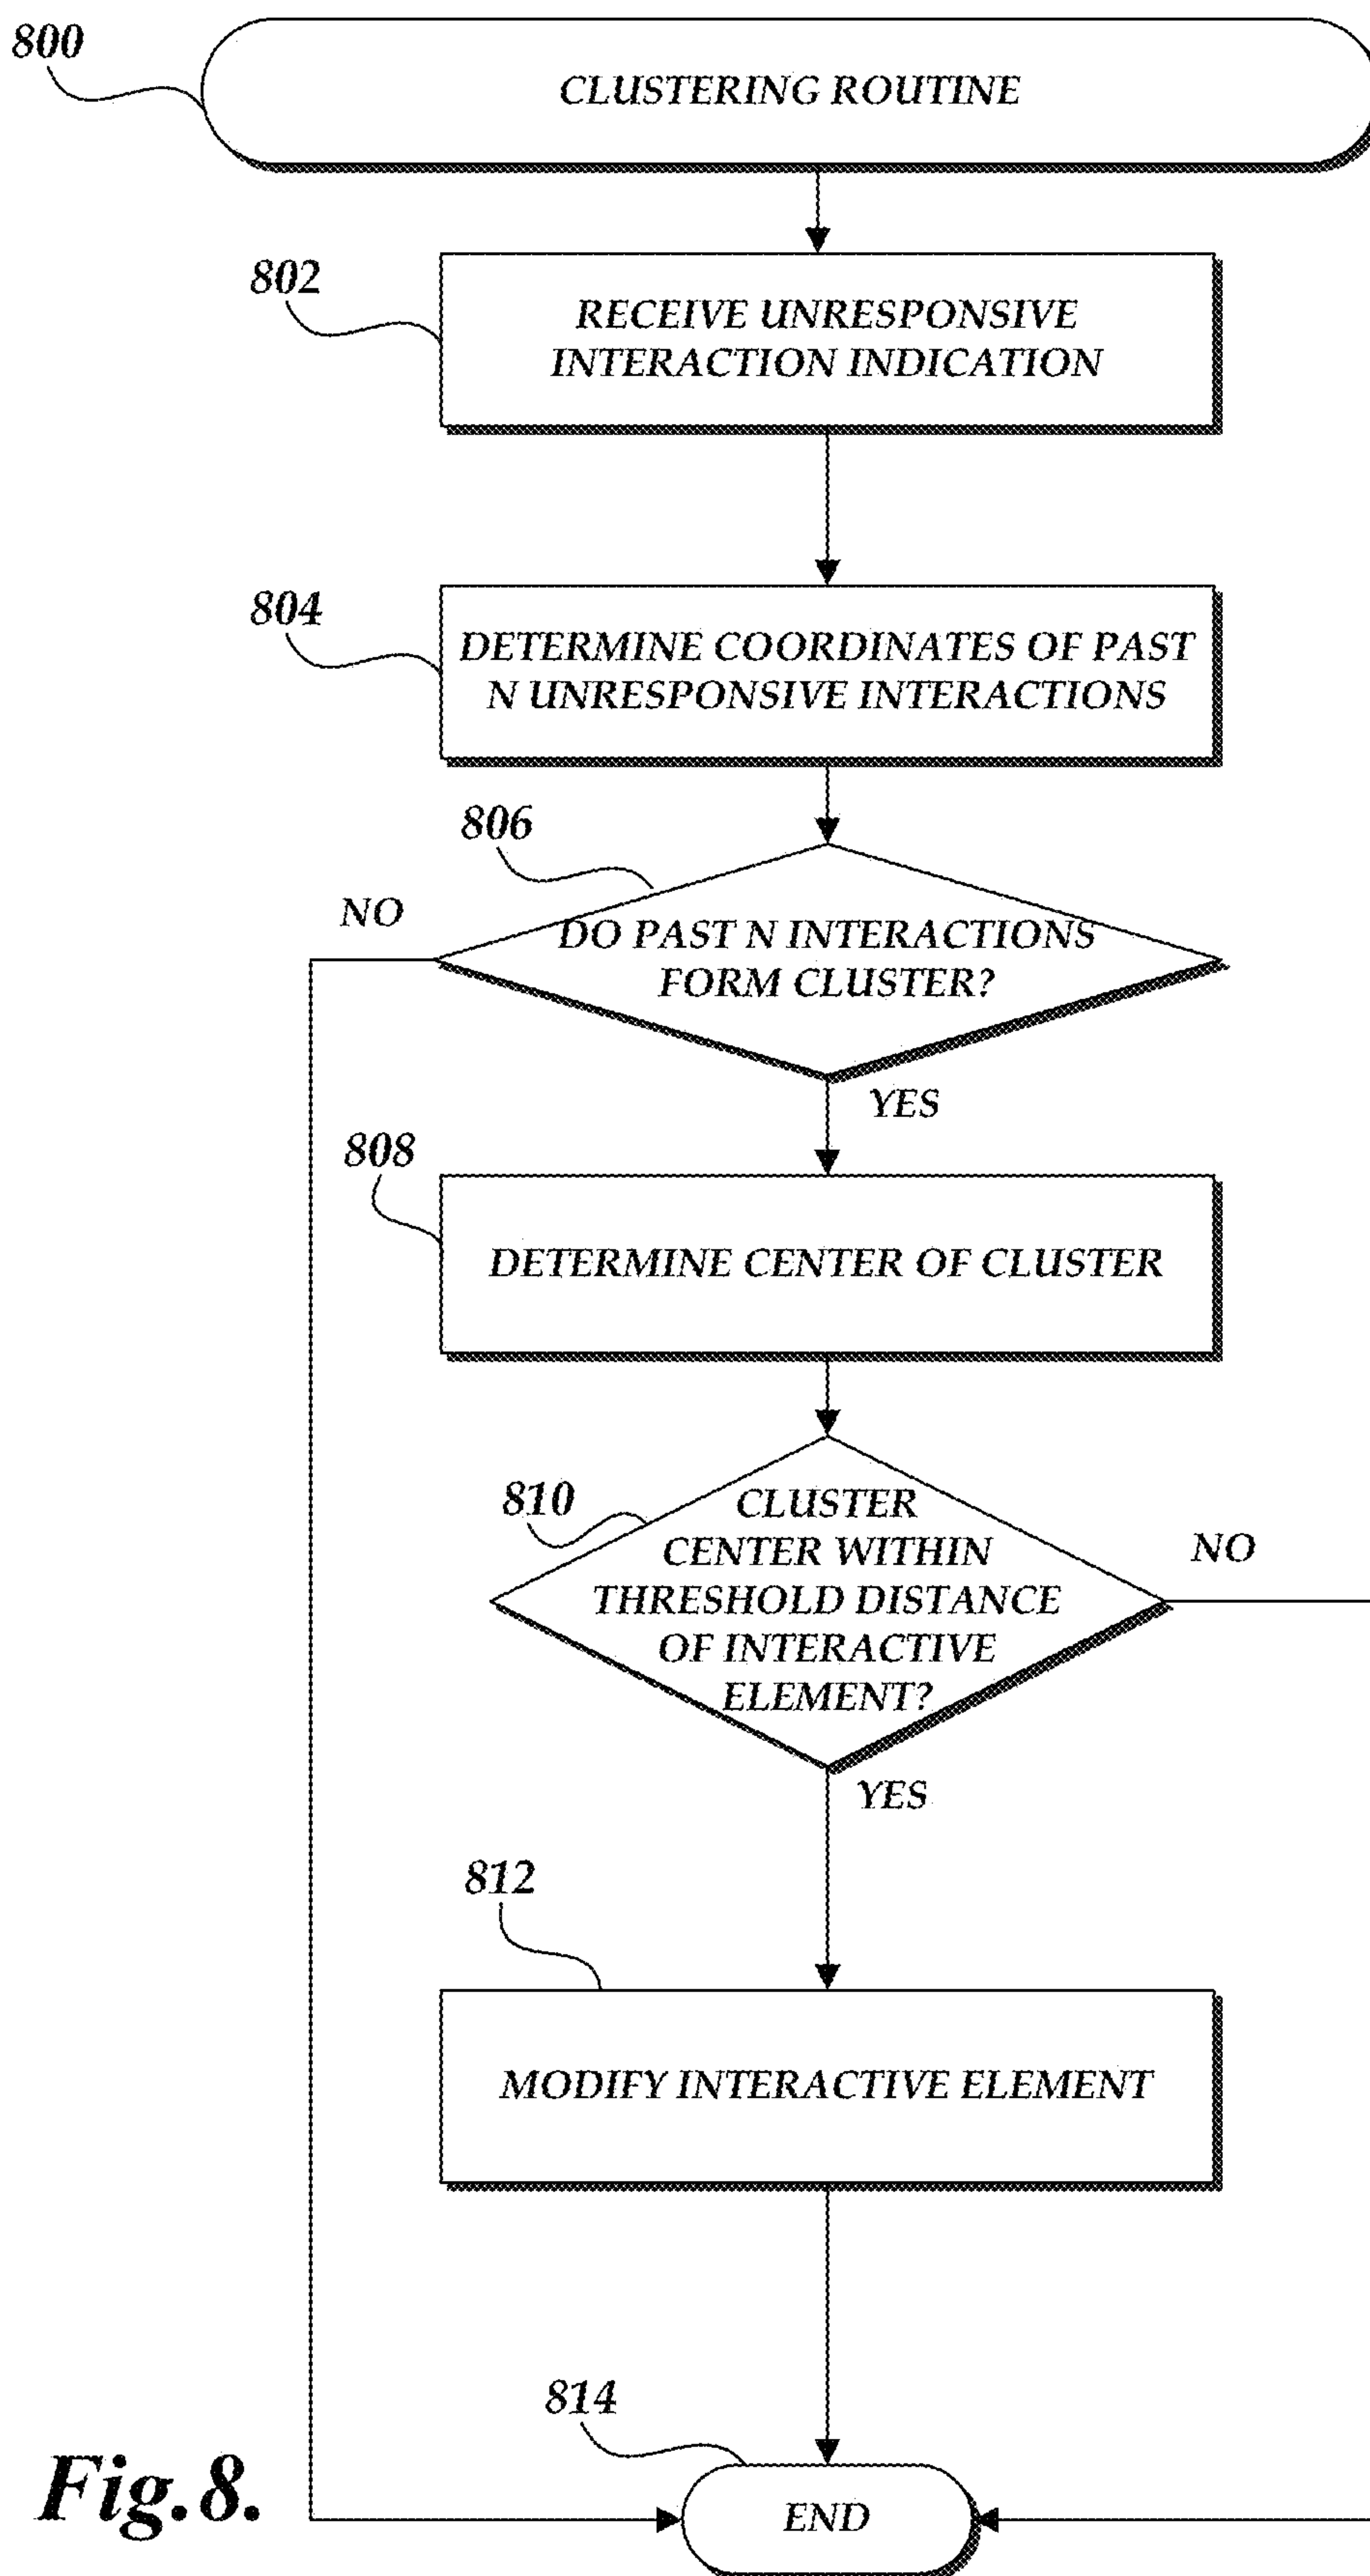 800
CLUSTERING ROUTINE
802
RECEIVE UNRESPONSIVE
INTERACTION INDICATION
804
DETERMINE COORDINATES OF PAST
N UNRESPONSIVE INTERACTIONS
806
NO
DO PAST N INTERACTIONS
FORM CLUSTER?
YES
808
DETERMINE CENTER OF CLUSTER
810
CLUSTER
CENTER WITHIN
THRESHOLD DISTANCE
OF INTERACTIVE
ELEMENT?
NO
YES
812
MODIFY INTERACTIVE ELEMENT
814
END
Fig.8.